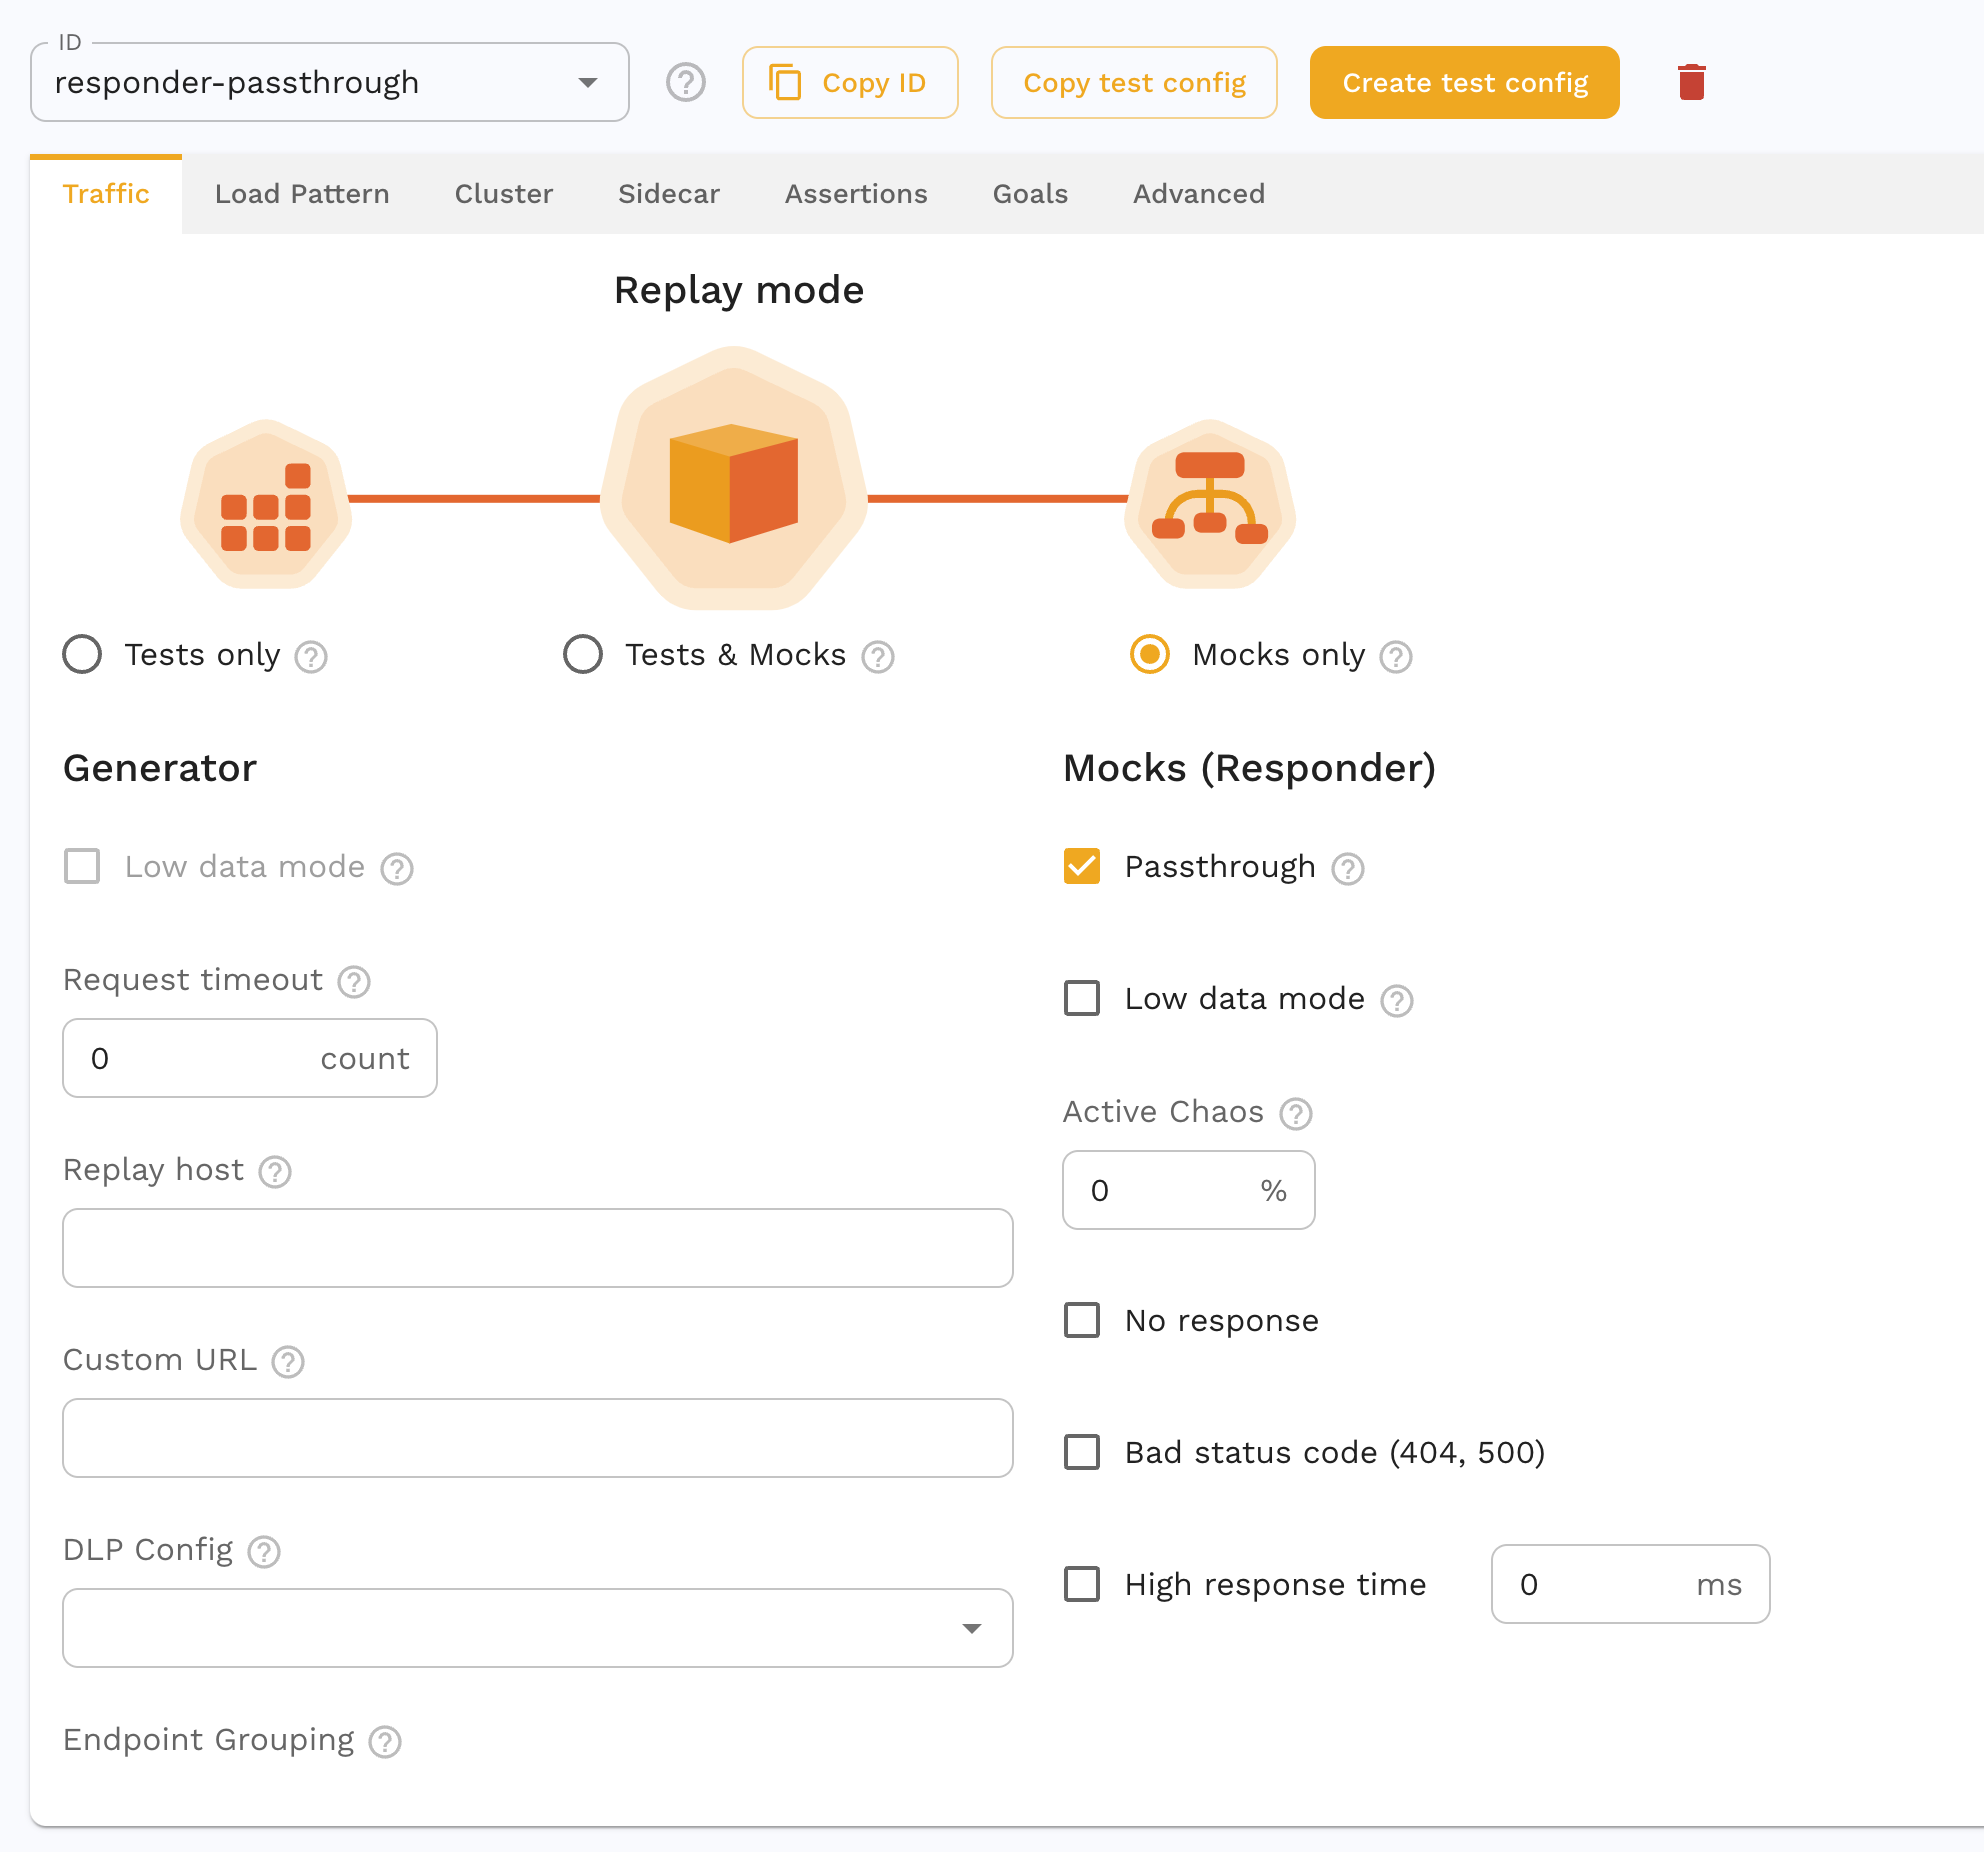 ID
responder-passthrough
Copy ID
Copy test config
Create test config
Traffic
Load Pattern
Cluster
Sidecar
Assertions
Goals
Advanced
Replay mode
Tests only
Tests & Mocks
Mocks only
Generator
Low data mode
Request timeout
0 count
Replay host
Custom URL
DLP Config
Endpoint Grouping
Mocks (Responder)
Passthrough
Low data mode
Active Chaos
0 %
No response
Bad status code (404, 500)
High response time
0 ms